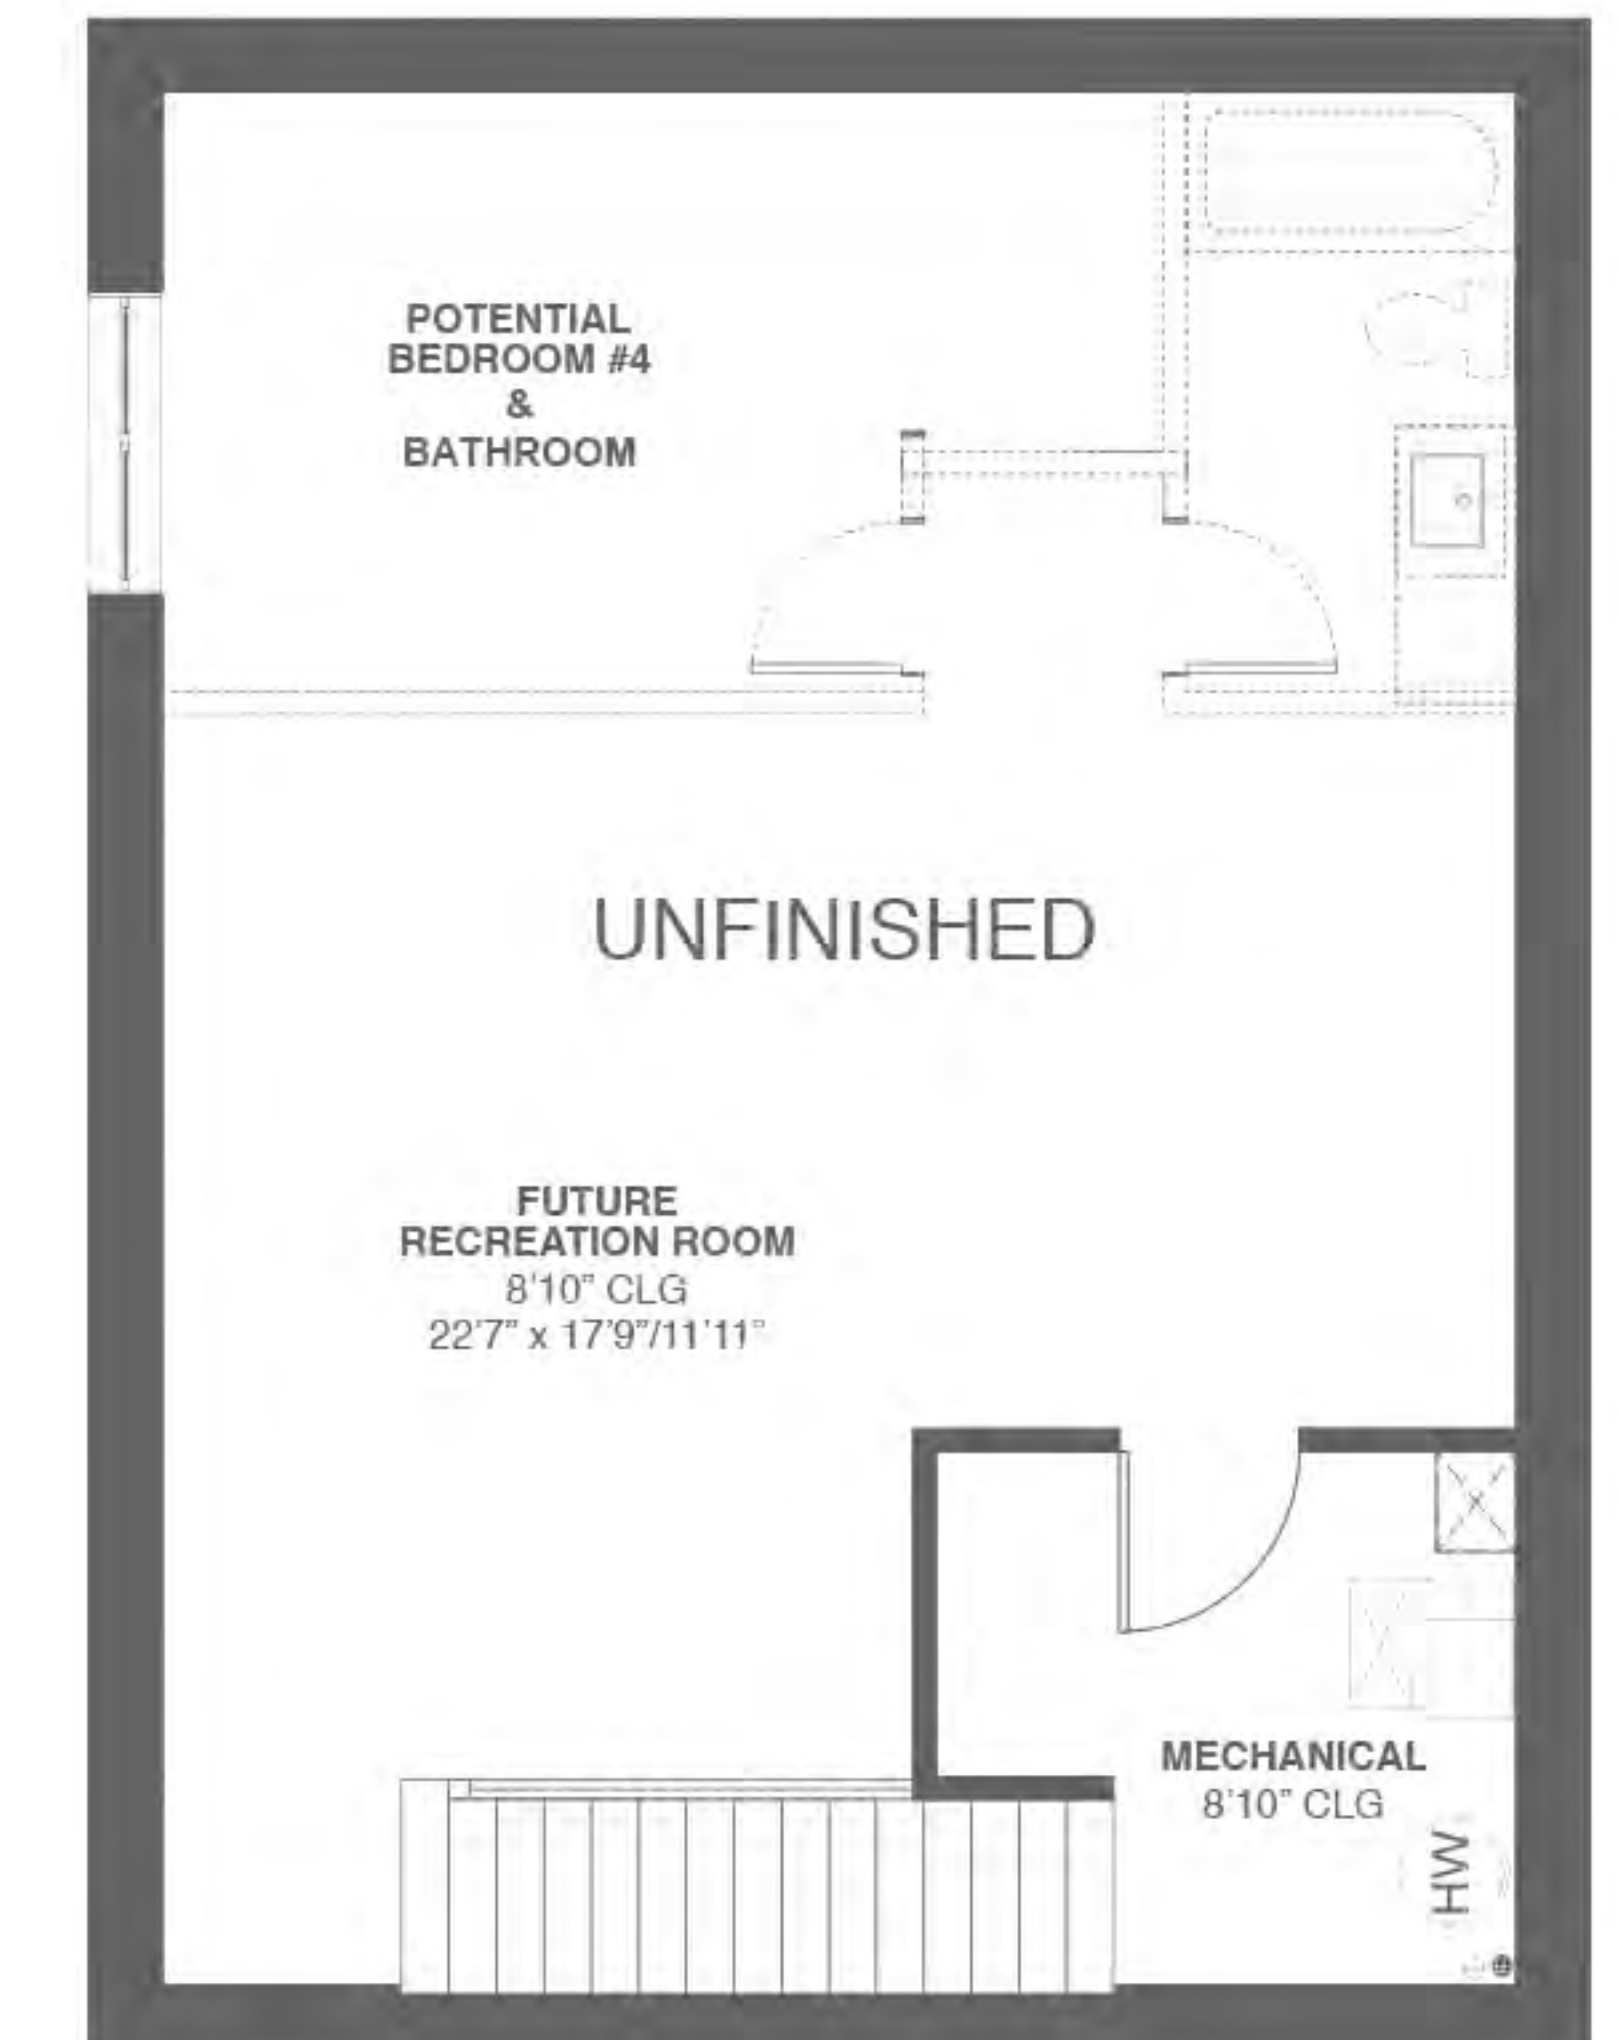 POTENTIAL
BEDROOM #4
&
BATHROOM
UNFINISHED
FUTURE
RECREATION ROOM
8'10" CLG
22'7" x 17'9"/11'11"
MECHANICAL
8'10" CLG
HW